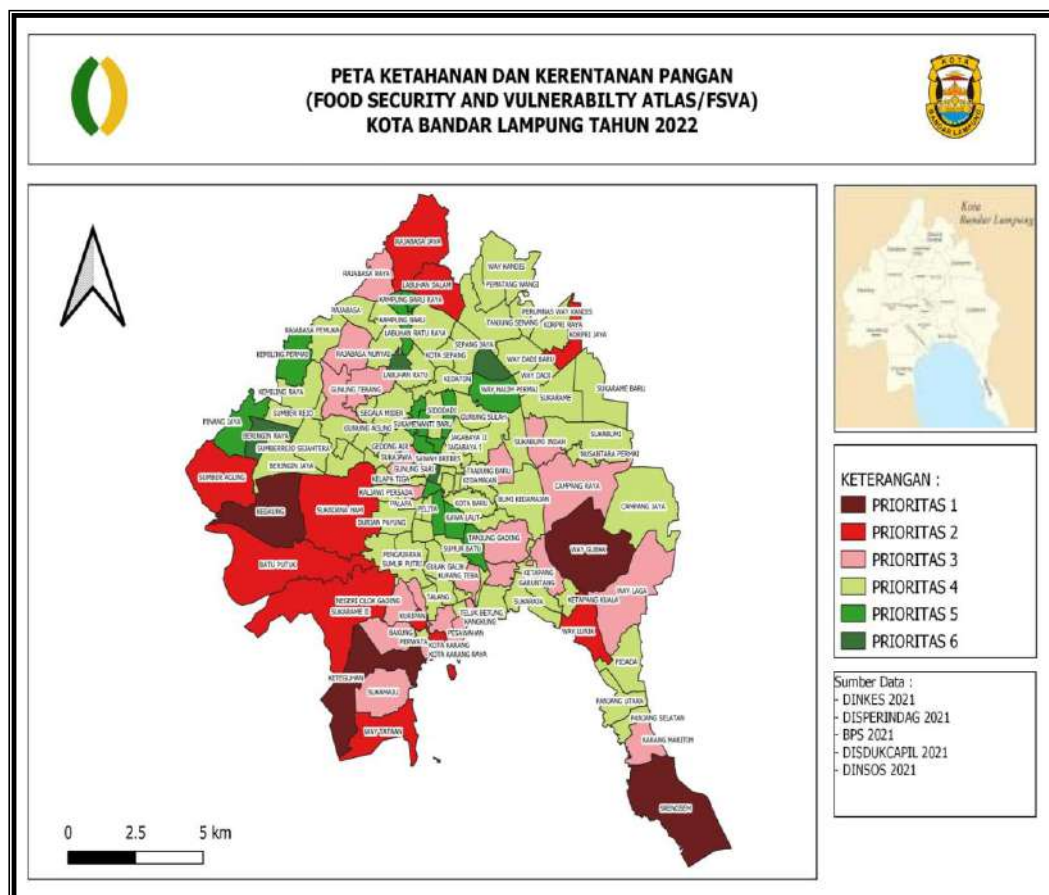 PETA KETAHANAN DAN KERENTANAN PANGAN
(FOOD SECURITY AND VULNERABILTY ATLAS/FSVA)
KOTA BANDAR LAMPUNG TAHUN 2022
KOTA
BANDAR LAMPUNG
RAJABASA JAYA
RAJABASA RAYA
LABUHAN DALAM
WAY KANDIS
KAMPUNG BARU RAYA
RAJABASA
KAMPUNG BARU
TANJUNG SENANG
PERUMNAS WAY KANDIS
KORPRI RAYA
KORPRI JAYA
LABUHAN RATU RAYA
RAJABASA NUNYAI
SEPANG JAYA
KOTA SEPANG
WAY DADI BARU
WAY DADI
LABUHAN RATU
KEDATON
GUNUNG TERANG
WAY HALIM PERMAI
SUKARAME BARU
SUKARAME
KEMILING RAYA
SUMBER REJO
SEGALA MIDER
SIDODADI
PINANG JAYA
GUNUNG AGUNG
SUKAMENANTI BARU
GUNUNG SULAH
BERINGIN RAYA
SUMBERREJO SEJAHTERA
GEDONG AIR
JAGABAYA II
JAGABAYA I
SUKABUMI INDAH
SUKABUMI
NUSANTARA PERMAI
BERINGIN JAYA
SUKAJAWA
SAWAH BREBES
GUNUNG SARI
TANJUNG BARU
SUMBER AGUNG
KELAPA TIGA
KEDAMAIAN
CAMPANG RAYA
KEDAUNG
SUKADANA HAM
KALIAWI PERSADA
PALAPA
PELITA
KOTA BARU
BUMI KEDAMAIAN
CAMPANG JAYA
DURIAN PAYUNG
RAWA LAUT
TANJUNG GADING
WAY GUBAK
BATU PUTUK
PENGAJARAN
SUMUR PUTRI
SUMUR BATU
GULAK GALIK
KUPANG TEBA
KETAPANG
GARUNTANG
WAY LAGA
NEGERI OLOK GADING
SUKARAME II
TALANG
SUKARAJA
KETAPANG KUALA
KURIPAN
TELUK BETUNG
KANGKUNG
BAKUNG
PERWATA
PESAWAHAN
KOTA KARANG
KOTA KARANG RAYA
WAY LUNIK
KETEGUHAN
PIDADA
SUKAMAJU
PANJANG UTARA
PANJANG SELATAN
WAY TATAAN
KARANG MARITIM
SRENGSEM
0 2.5 5 km
Kota
Bandar Lampung
KETERANGAN :
PRIORITAS 1
PRIORITAS 2
PRIORITAS 3
PRIORITAS 4
PRIORITAS 5
PRIORITAS 6
Sumber Data :
- DINKES 2021
- DISPERINDAG 2021
- BPS 2021
- DISDUKCAPIL 2021
- DINSOS 2021